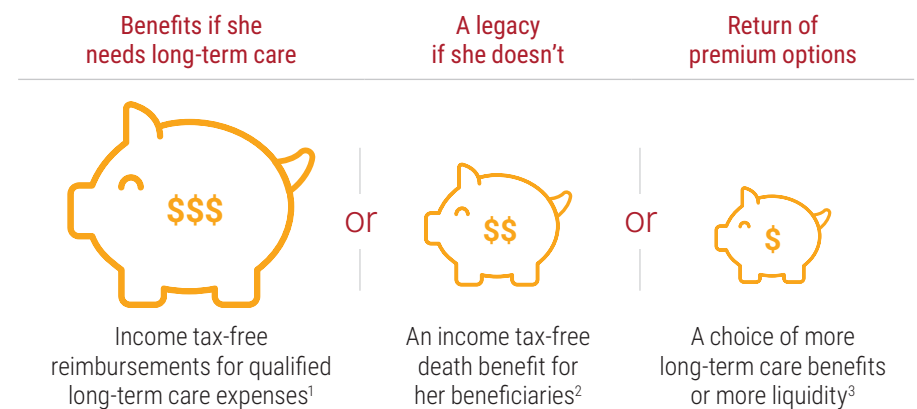 Benefits if she
needs long-term care
A legacy
if she doesn't
Return of
premium options
$$$
or
$$
or
$
Income tax-free
reimbursements for qualified
long-term care expenses¹
An income tax-free
death benefit for
her beneficiaries²
A choice of more
long-term care benefits
or more liquidity³